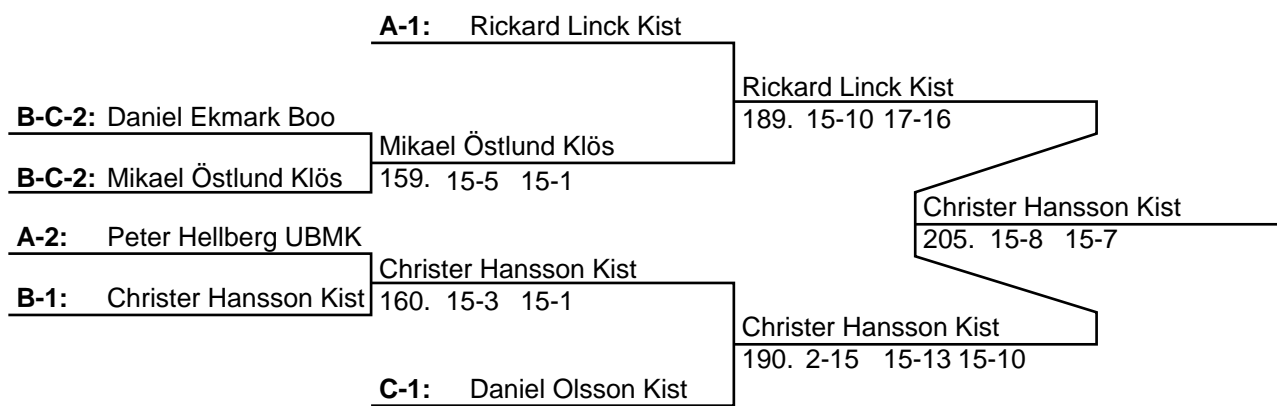 A-1: Rickard Linck Kist
Rickard Linck Kist
189. 15-10 17-16
B-C-2: Daniel Ekmark Boo
Mikael Östlund Klös
159. 15-5 15-1
B-C-2: Mikael Östlund Klös
Christer Hansson Kist
205. 15-8 15-7
A-2: Peter Hellberg UBMK
Christer Hansson Kist
160. 15-3 15-1
B-1: Christer Hansson Kist
Christer Hansson Kist
190. 2-15 15-13 15-10
C-1: Daniel Olsson Kist